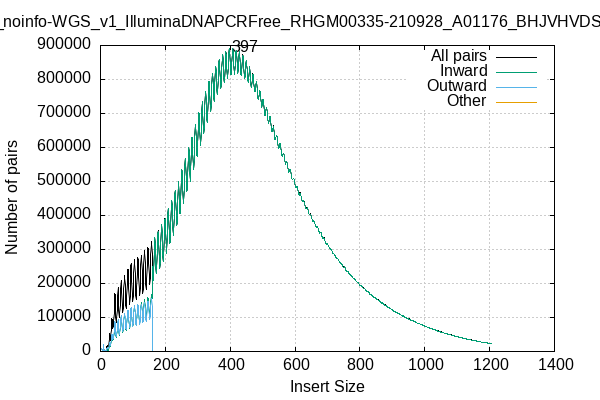 _noinfo-WGS_v1_IlluminaDNAPCRFree_RHGM00335-210928_A01176_BHJVHVDS
900000
800000
700000
600000
500000
400000
300000
200000
100000
0
Number of pairs
397
All pairs
Inward
Outward
Other
0 200 400 600 800 1000 1200 1400
Insert Size